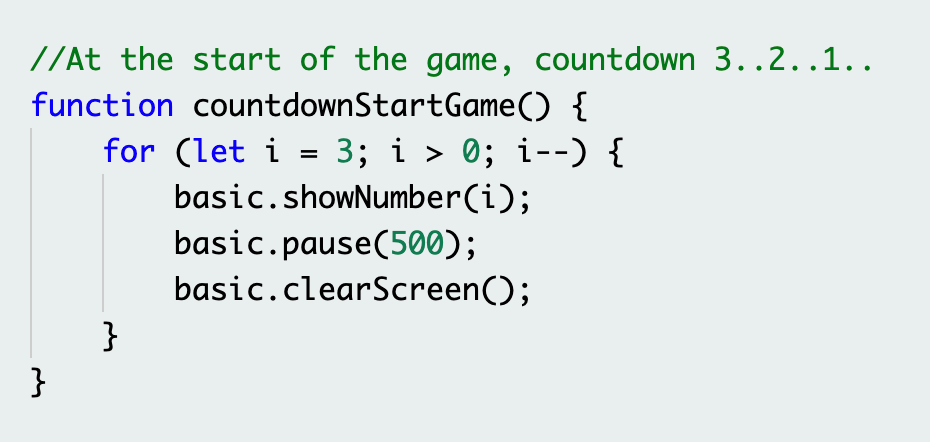 //At the start of the game, countdown 3..2..1..
function countdownStartGame() {
    for (let i = 3; i > 0; i--) {
        basic.showNumber(i);
        basic.pause(500);
        basic.clearScreen();
    }
}